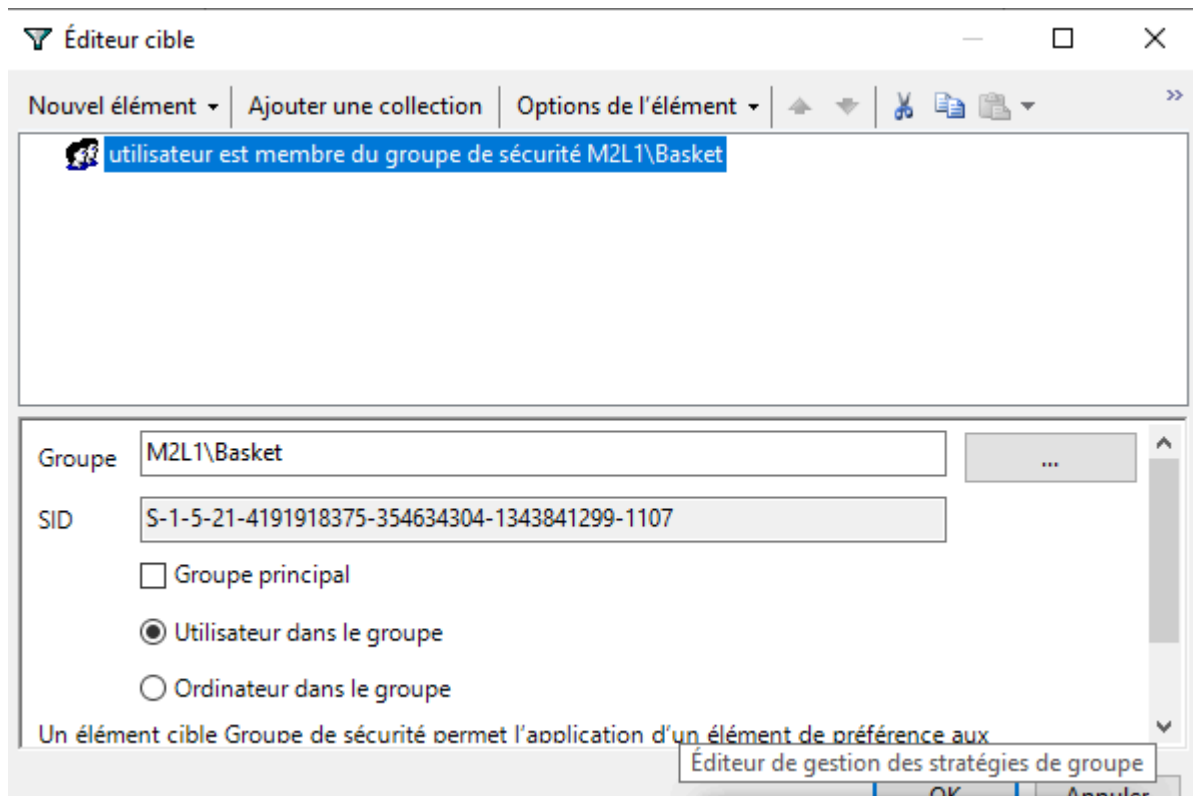 Éditeur cible
Nouvel élément Ajouter une collection Options de l'élément
utilisateur est membre du groupe de sécurité M2L1\Basket
Groupe M2L1\Basket ...
SID S-1-5-21-4191918375-354634304-1343841299-1107
Groupe principal
Utilisateur dans le groupe
Ordinateur dans le groupe
Un élément cible Groupe de sécurité permet l'application d'un élément de préférence aux
Éditeur de gestion des stratégies de groupe
OK Annuler